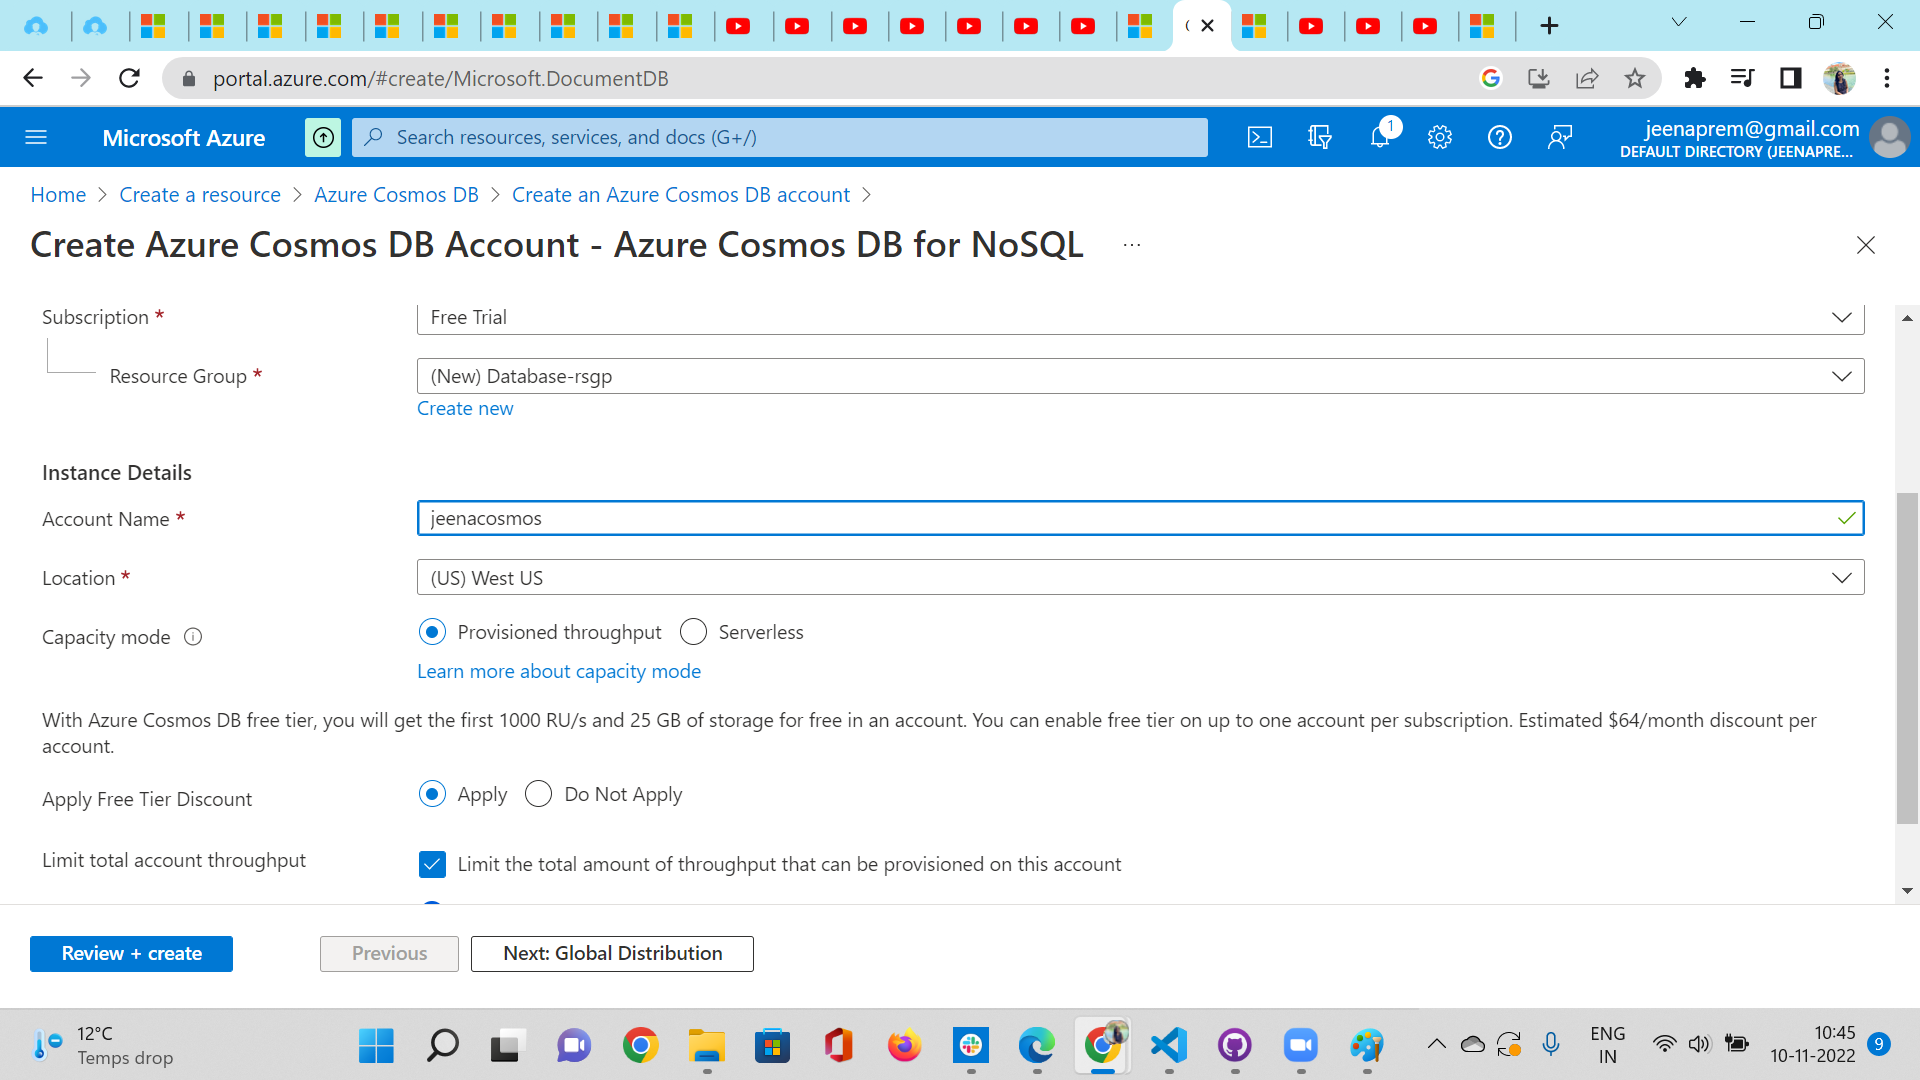 portal.azure.com/#create/Microsoft.DocumentDB
Microsoft Azure
Search resources, services, and docs (G+/)
1
jeenaprem@gmail.com
DEFAULT DIRECTORY (JEENAPRE...
Home > Create a resource > Azure Cosmos DB > Create an Azure Cosmos DB account >
Create Azure Cosmos DB Account - Azure Cosmos DB for NoSQL ...
Subscription *
Free Trial
Resource Group *
(New) Database-rsgp
Create new
Instance Details
Account Name *
jeenacosmos
Location *
(US) West US
Capacity mode
Provisioned throughput
Serverless
Learn more about capacity mode
With Azure Cosmos DB free tier, you will get the first 1000 RU/s and 25 GB of storage for free in an account. You can enable free tier on up to one account per subscription. Estimated $64/month discount per
account.
Apply Free Tier Discount
Apply
Do Not Apply
Limit total account throughput
Limit the total amount of throughput that can be provisioned on this account
Review + create
Previous
Next: Global Distribution
12°C
Temps drop
ENG
IN
10:45
10-11-2022
9